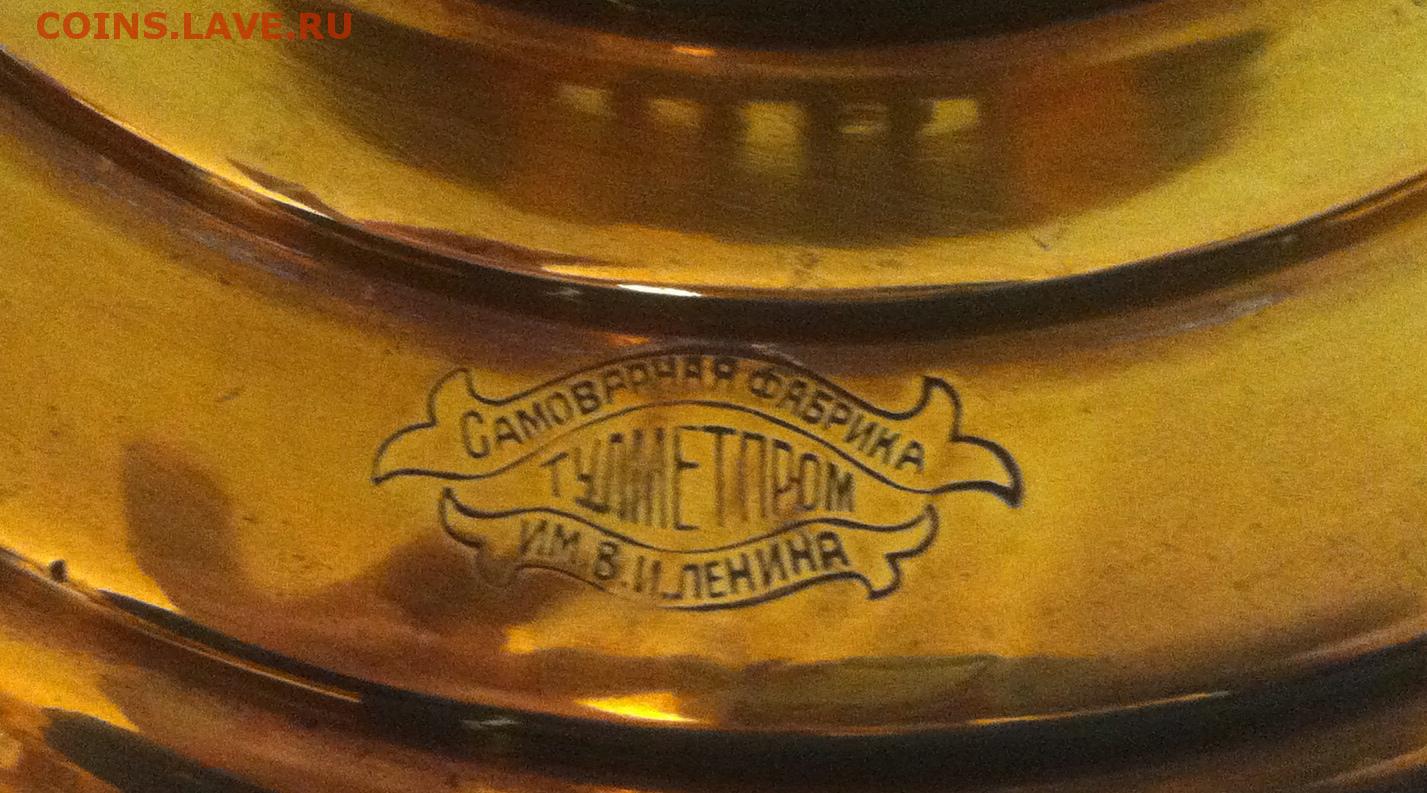 COINS.LAVE.RU
САМОВАРНАЯ ФАБРИКА
ТУЛМЕТПРОМ
ИМ. В. И. ЛЕНИНА